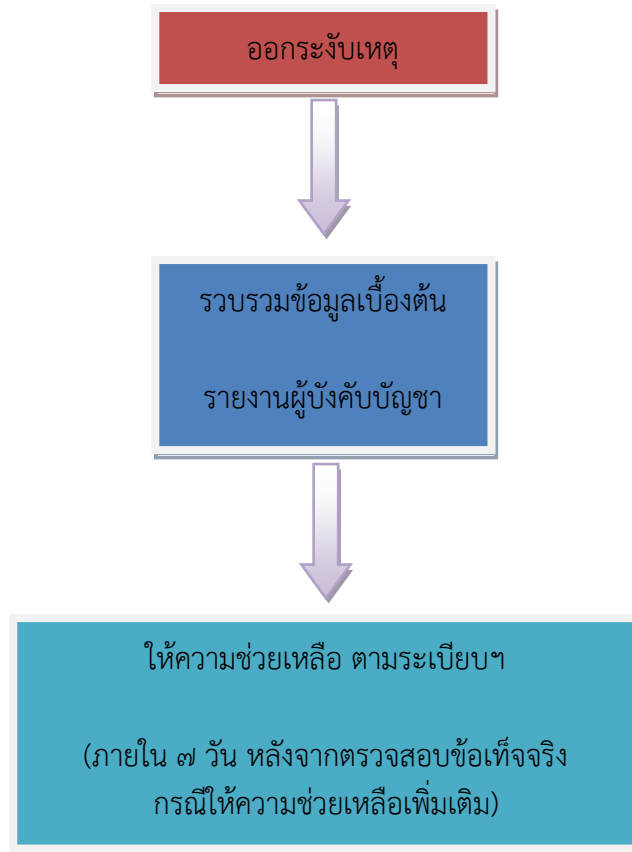 ออกระงับเหตุ
รวบรวมข้อมูลเบื้องต้น
รายงานผู้บังคับบัญชา
ให้ความช่วยเหลือ ตามระเบียบฯ
(ภายใน ๗ วัน หลังจากตรวจสอบข้อเท็จจริง
กรณีให้ความช่วยเหลือเพิ่มเติม)